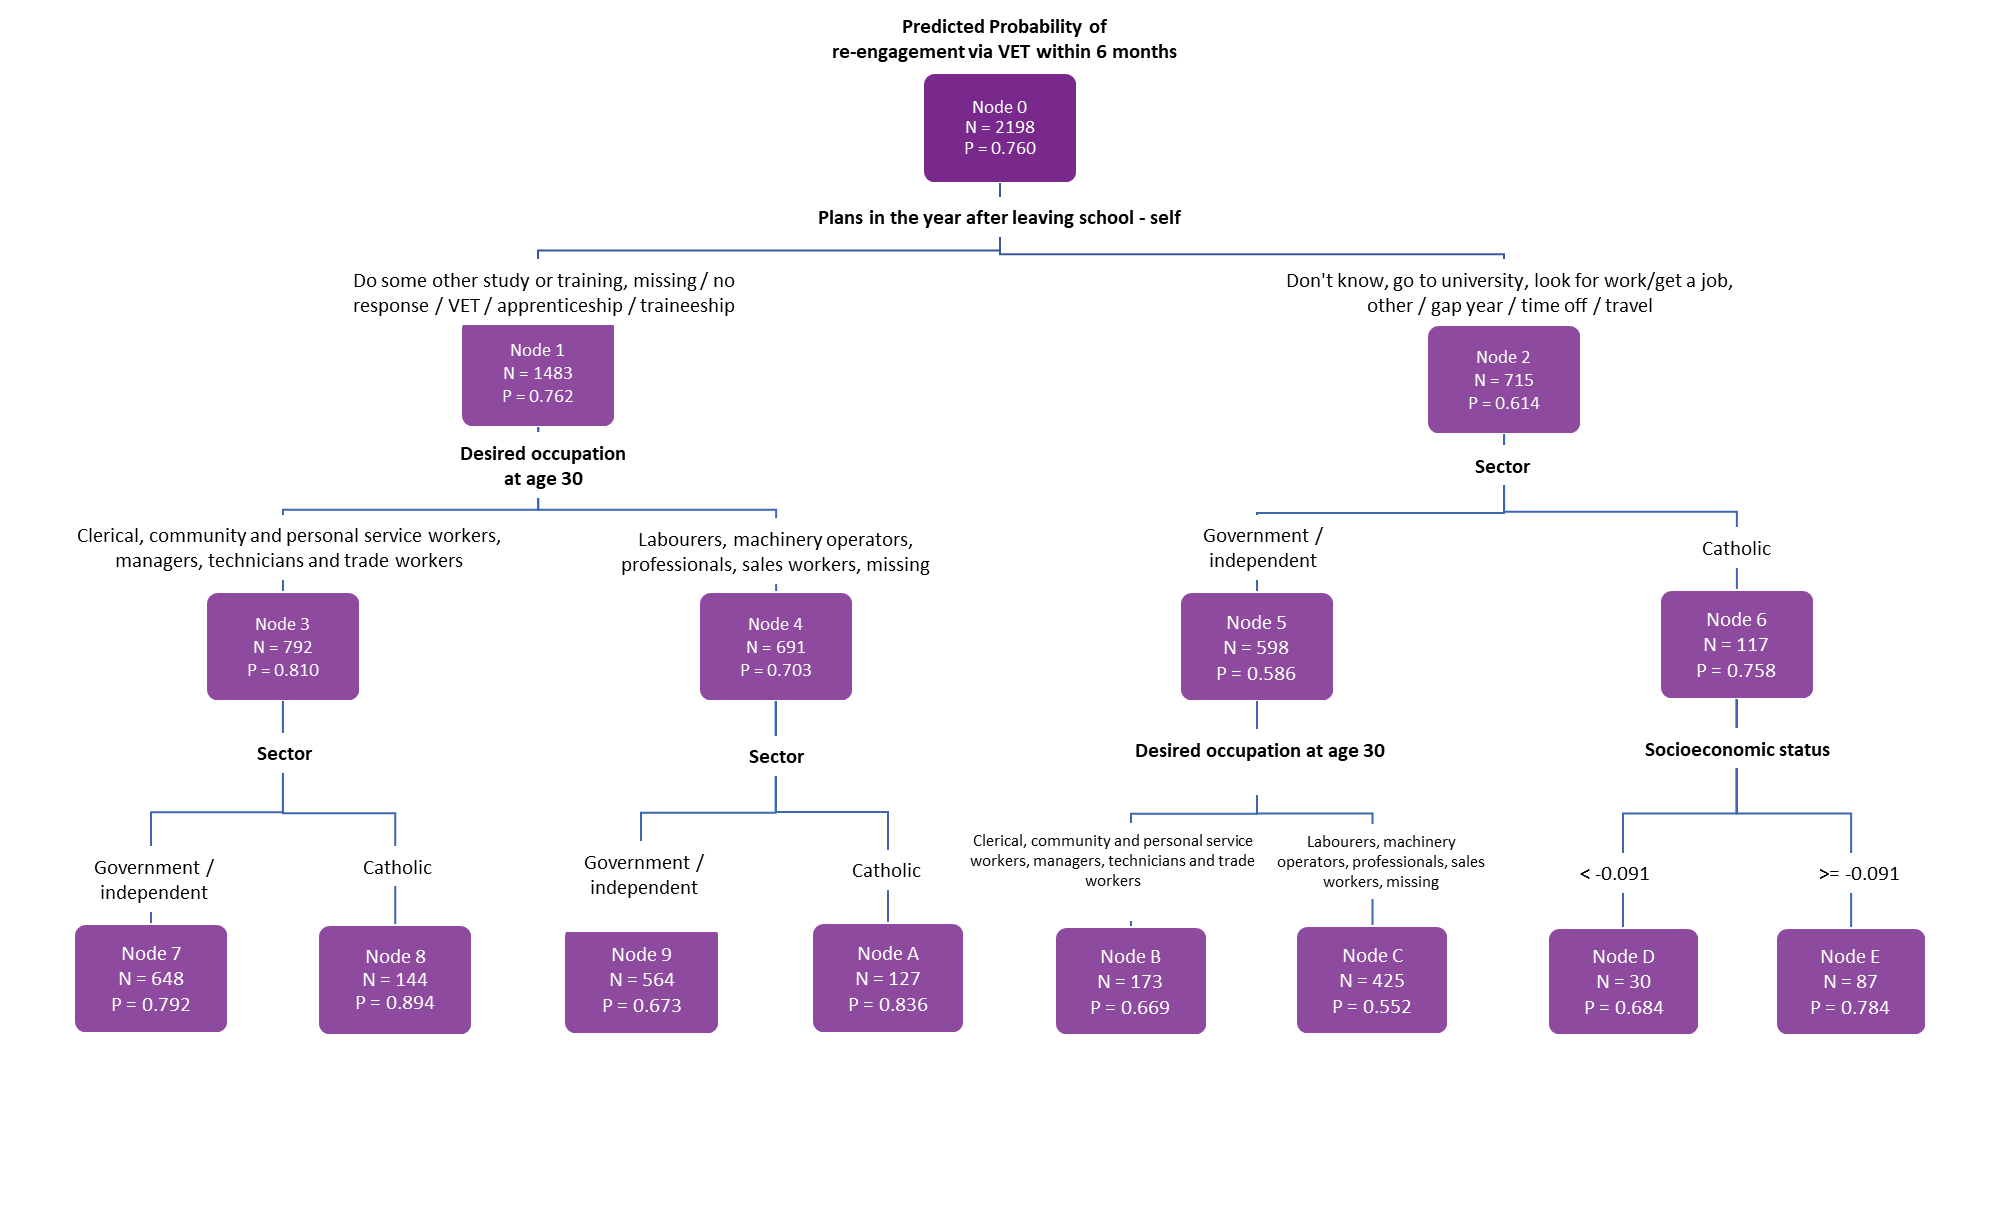 Predicted Probability of
re-engagement via VET within 6 months
Node 0
N = 2198
P = 0.760
Plans in the year after leaving school - self
Do some other study or training, missing / no
response / VET / apprenticeship / traineeship
Don't know, go to university, look for work/get a job,
other / gap year / time off / travel
Node 1
N = 1483
P = 0.762
Node 2
N = 715
P = 0.614
Desired occupation
at age 30
Sector
Clerical, community and personal service workers,
managers, technicians and trade workers
Labourers, machinery operators,
professionals, sales workers, missing
Government /
independent
Catholic
Node 3
N = 792
P = 0.810
Node 4
N = 691
P = 0.703
Node 5
N = 598
P = 0.586
Node 6
N = 117
P = 0.758
Sector
Sector
Desired occupation at age 30
Socioeconomic status
Government /
independent
Catholic
Government /
independent
Catholic
Clerical, community and personal service
workers, managers, technicians and trade
workers
Labourers, machinery
operators, professionals, sales
workers, missing
< -0.091
>= -0.091
Node 7
N = 648
P = 0.792
Node 8
N = 144
P = 0.894
Node 9
N = 564
P = 0.673
Node A
N = 127
P = 0.836
Node B
N = 173
P = 0.669
Node C
N = 425
P = 0.552
Node D
N = 30
P = 0.684
Node E
N = 87
P = 0.784